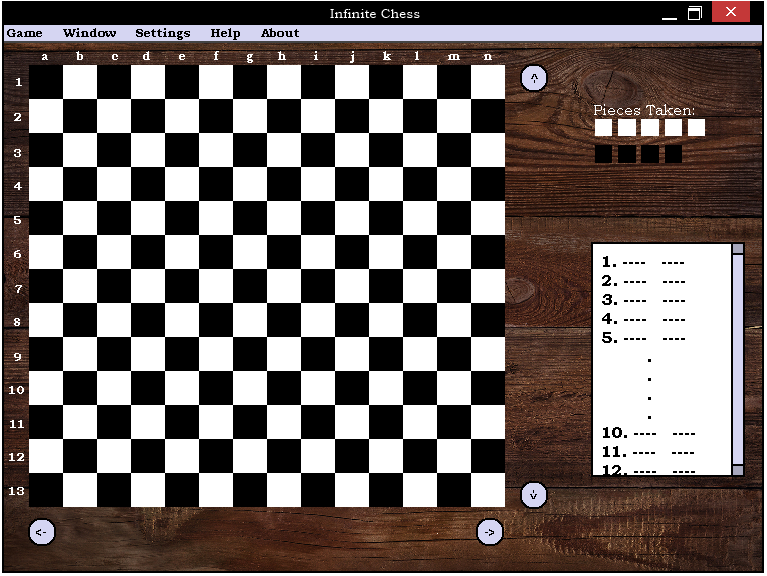 Infinite Chess
Game Window Settings Help About
a b c d e f g h i j k l m n
1
2
3
4
5
6
7
8
9
10
11
12
13
^
Pieces Taken:
1. ---- ----
2. ---- ----
3. ---- ----
4. ---- ----
5. ---- ----
.
.
.
.
10. ---- ----
11. ---- ----
12. ---- ----
v
<- ->